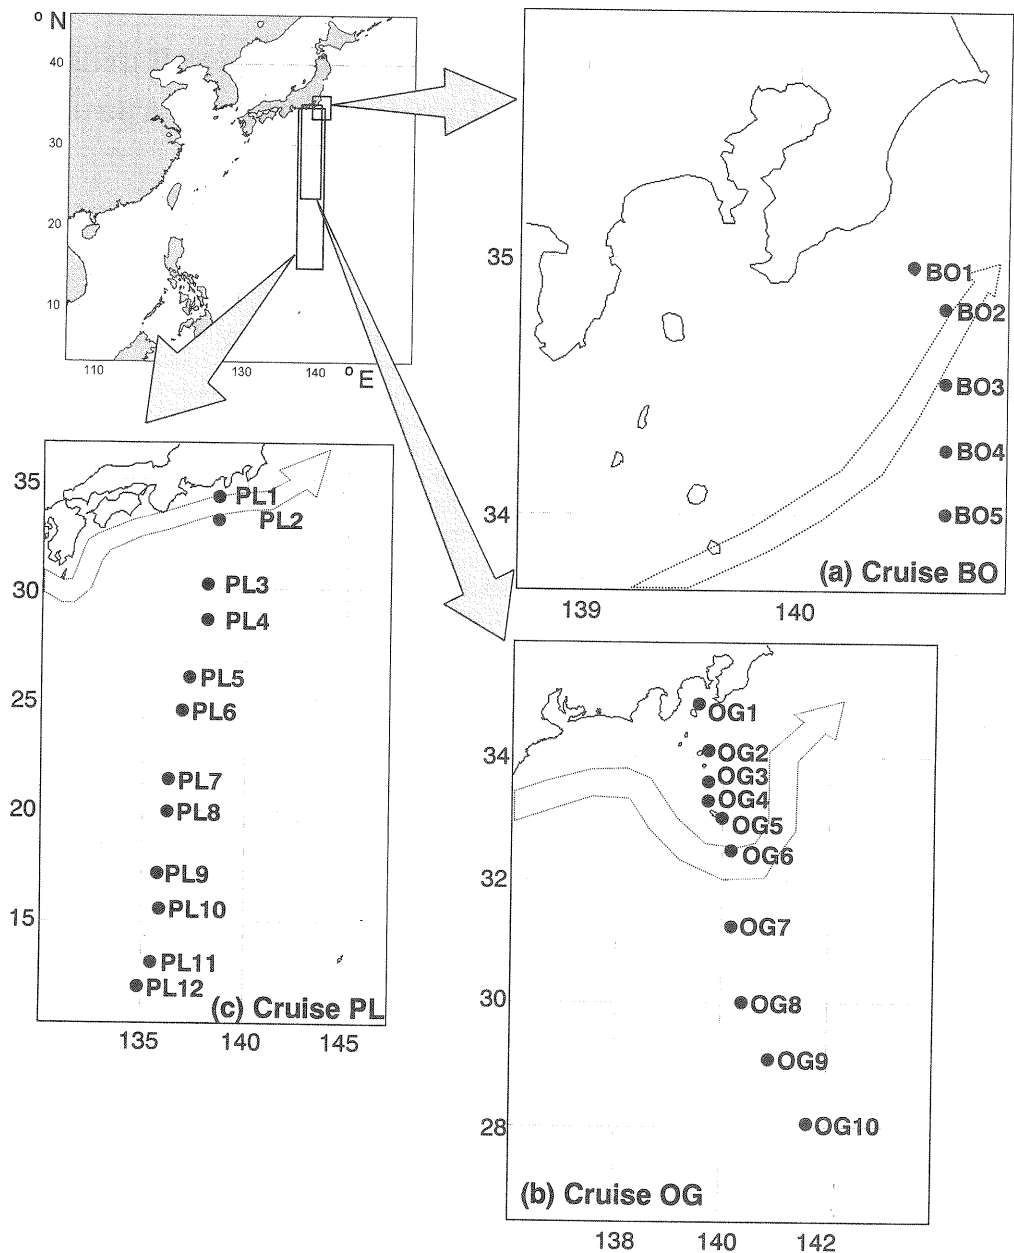 ° N
40
30
20
10
110
130
140
° E
35
34
139
140
BO1
BO2
BO3
BO4
BO5
(a) Cruise BO
35
30
25
20
15
135
140
145
PL1
PL2
PL3
PL4
PL5
PL6
PL7
PL8
PL9
PL10
PL11
PL12
(c) Cruise PL
34
32
30
28
138
140
142
OG1
OG2
OG3
OG4
OG5
OG6
OG7
OG8
OG9
OG10
(b) Cruise OG